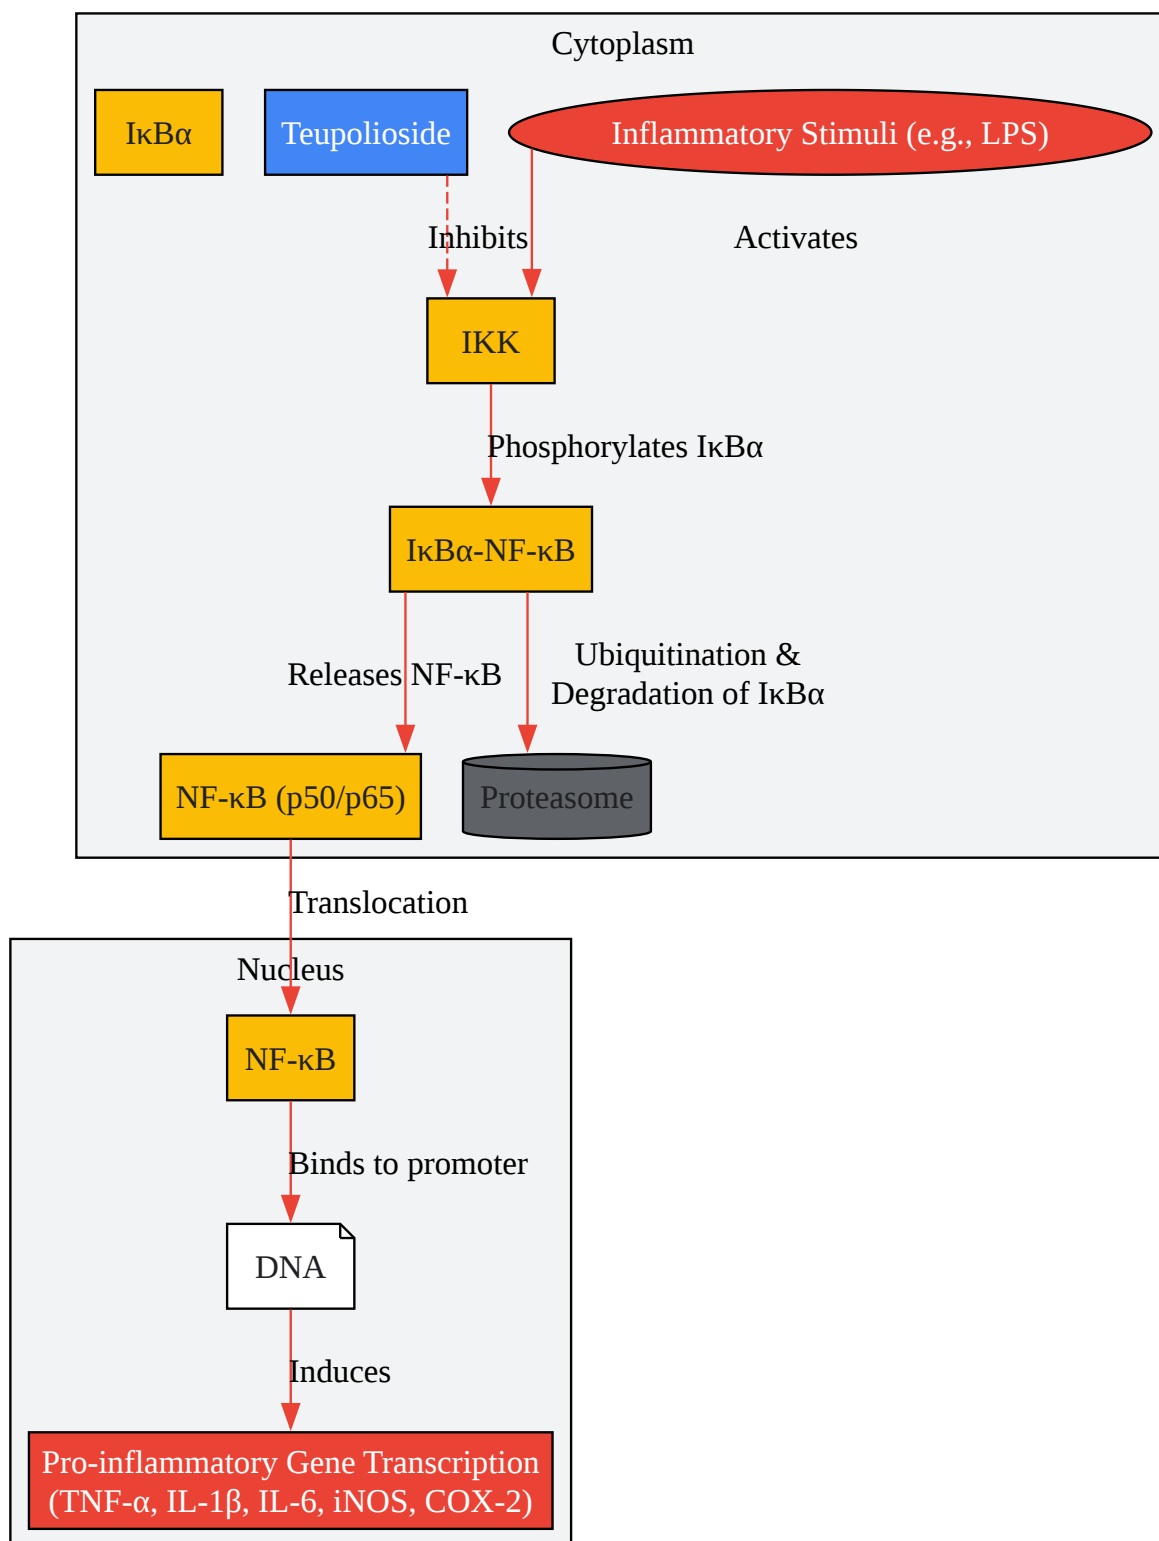 Cytoplasm
IκBα
Teupolioside
Inflammatory Stimuli (e.g., LPS)
Inhibits
Activates
IKK
Phosphorylates IκBα
IκBα-NF-κB
Releases NF-κB
Ubiquitination &
Degradation of IκBα
NF-κB (p50/p65)
Proteasome
Translocation
Nucleus
NF-κB
Binds to promoter
DNA
Induces
Pro-inflammatory Gene Transcription
(TNF-α, IL-1β, IL-6, iNOS, COX-2)